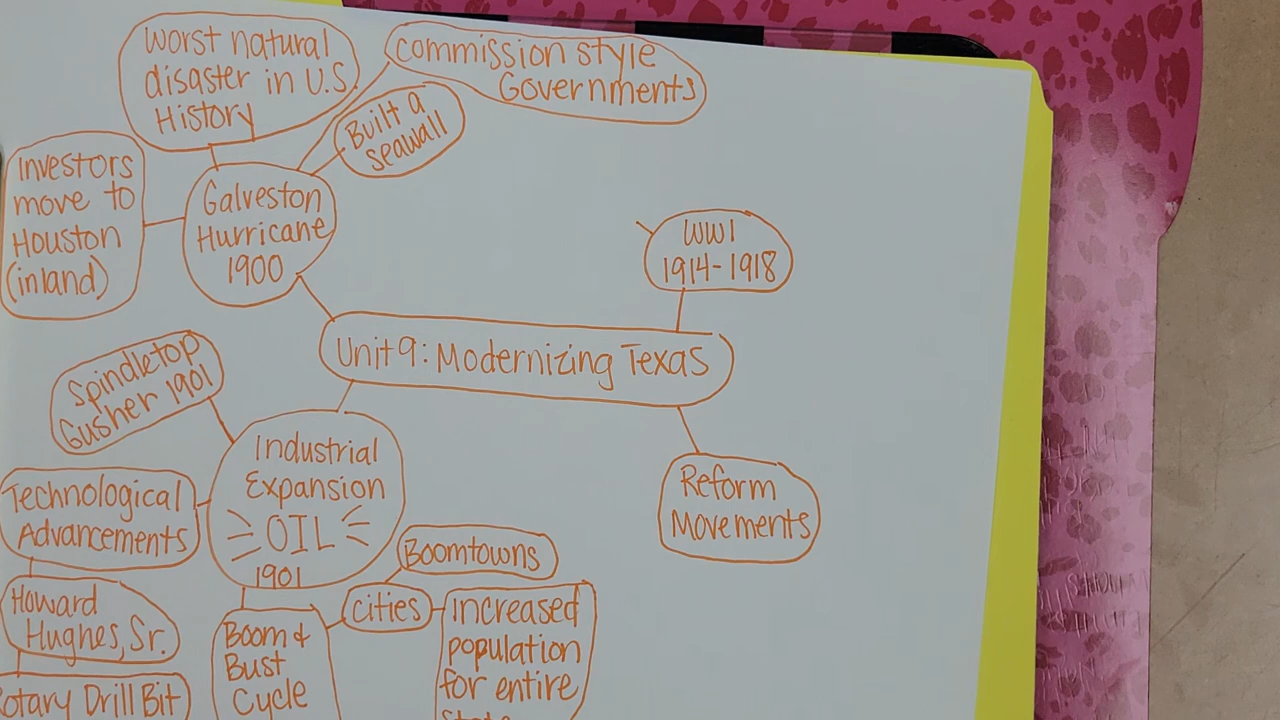 Worst natural
disaster in U.S.
History
Commission style
Governments
Built a
seawall
Investors
move to
Houston
(inland)
Galveston
Hurricane
1900
WW1
1914-1918
Unit 9: Modernizing Texas
Spindletop
Gusher 1901
Industrial
Expansion
OIL
1901
Technological
Advancements
Reform
Movements
Boomtowns
Cities
Howard
Hughes, Sr.
Boom &
Bust
Cycle
increased
population
for entire
State
Rotary Drill Bit